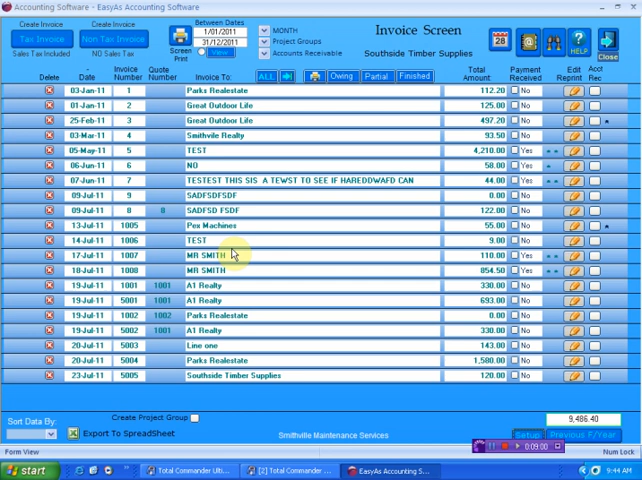 Accounting Software - EasyAs Accounting Software
Create Invoice
Tax Invoice
Sales Tax Included
Create Invoice
Non Tax Invoice
NO Sales Tax
Screen Print
Between Dates
1/01/2011
31/12/2011
View
MONTH
Project Groups
Accounts Receivable
Invoice Screen
Southside Timber Supplies
28
HELP
Close
Delete
- Date
Invoice Number
Quote Number
Invoice To:
ALL
Owing
Partial
Finished
Total Amount:
Payment Received
Edit Reprint
Acct Rec
03-Jan-11 1 Parks Realestate 112.20 No
01-Jan-11 2 Great Outdoor Life 125.00 No
25-Feb-11 3 Great Outdoor Life 497.20 No
03-Mar-11 4 Smithvile Realty 93.50 No
05-May-11 5 TEST 4,210.00 Yes
06-Jun-11 6 NO 58.00 Yes
07-Jun-11 7 TESTEST THIS SIS A TEWST TO SEE IF HAREDDWAFD CAN 44.00 Yes
09-Jul-11 9 SADFSDFSDF 0.00 No
09-Jul-11 8 8 SADFSD FSDF 122.00 No
13-Jul-11 1005 Pex Machines 55.00 No
14-Jul-11 1006 TEST 9.00 No
17-Jul-11 1007 MR SMITH 110.00 Yes
18-Jul-11 1008 MR SMITH 854.50 Yes
19-Jul-11 1001 1001 A1 Realty 330.00 No
19-Jul-11 5001 1001 A1 Realty 693.00 No
19-Jul-11 1002 1002 Parks Realestate 0.00 No
19-Jul-11 5002 1001 A1 Realty 330.00 No
20-Jul-11 5003 Line one 143.00 No
20-Jul-11 5004 Parks Realestate 1,580.00 No
23-Jul-11 5005 Southside Timber Supplies 120.00 No
Create Project Group
9,486.40
Sort Data By:
Export To SpreadSheet
Smithville Maintenance Services
Setup
Previous F/Year
0:09:00
Form View
Num Lock
start
Total Commander Ulti...
[2] Total Commander ...
EasyAs Accounting S...
9:44 AM